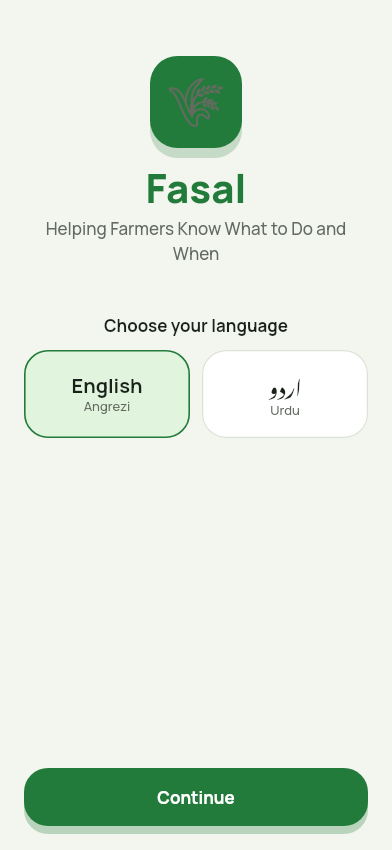 Fasal
Helping Farmers Know What to Do and
When
Choose your language
English
Angrezi
اردو
Urdu
Continue